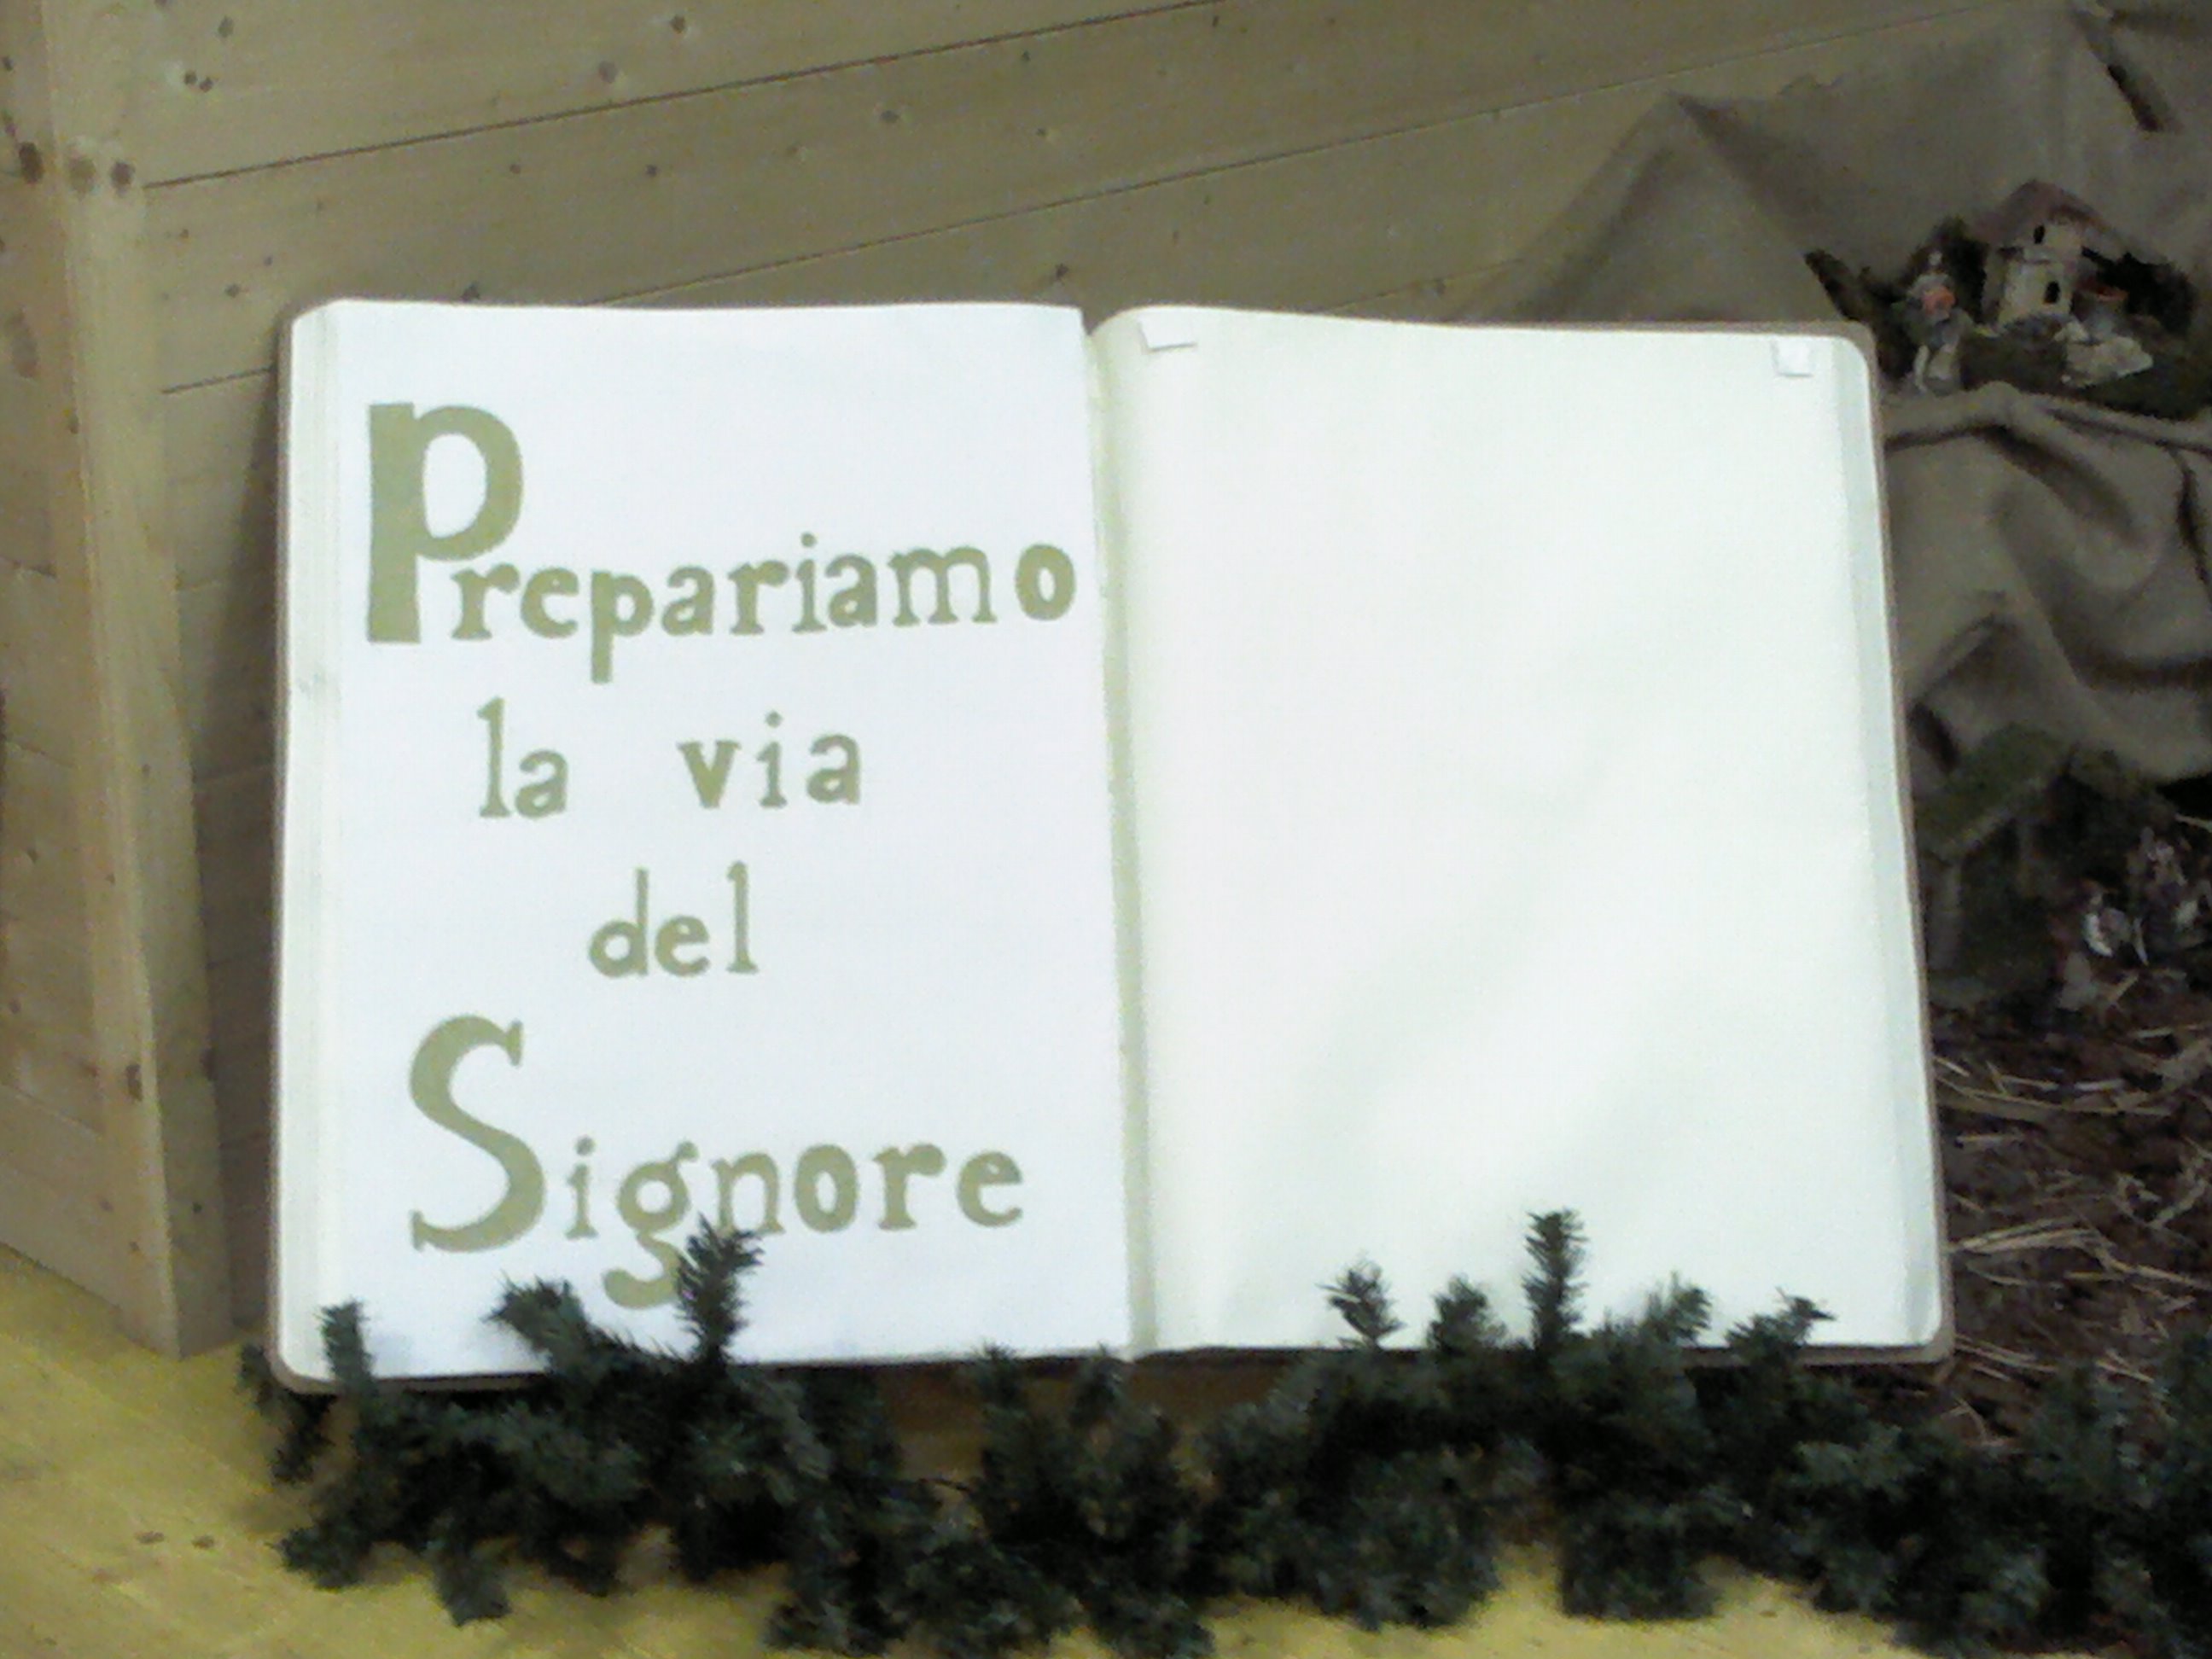 Prepariamo
la via
del
Signore